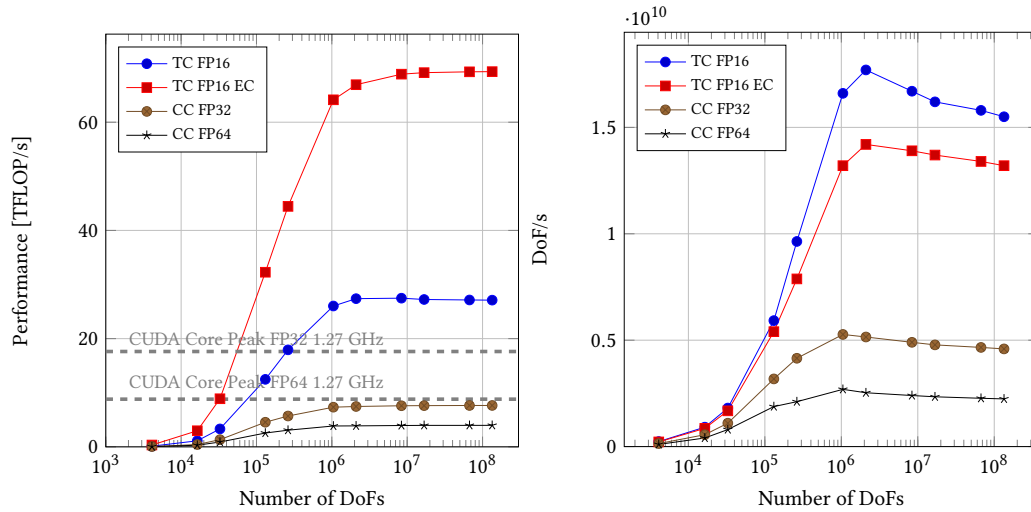 TC FP16
TC FP16 EC
CC FP32
CC FP64
Performance [TFLOP/s]
60
40
20
0
CUDA Core Peak FP32 1.27 GHz
CUDA Core Peak FP64 1.27 GHz
10^3
10^4
10^5
10^6
10^7
10^8
Number of DoFs
·10^10
TC FP16
TC FP16 EC
CC FP32
CC FP64
DoF/s
1.5
1
0.5
0
10^4
10^5
10^6
10^7
10^8
Number of DoFs